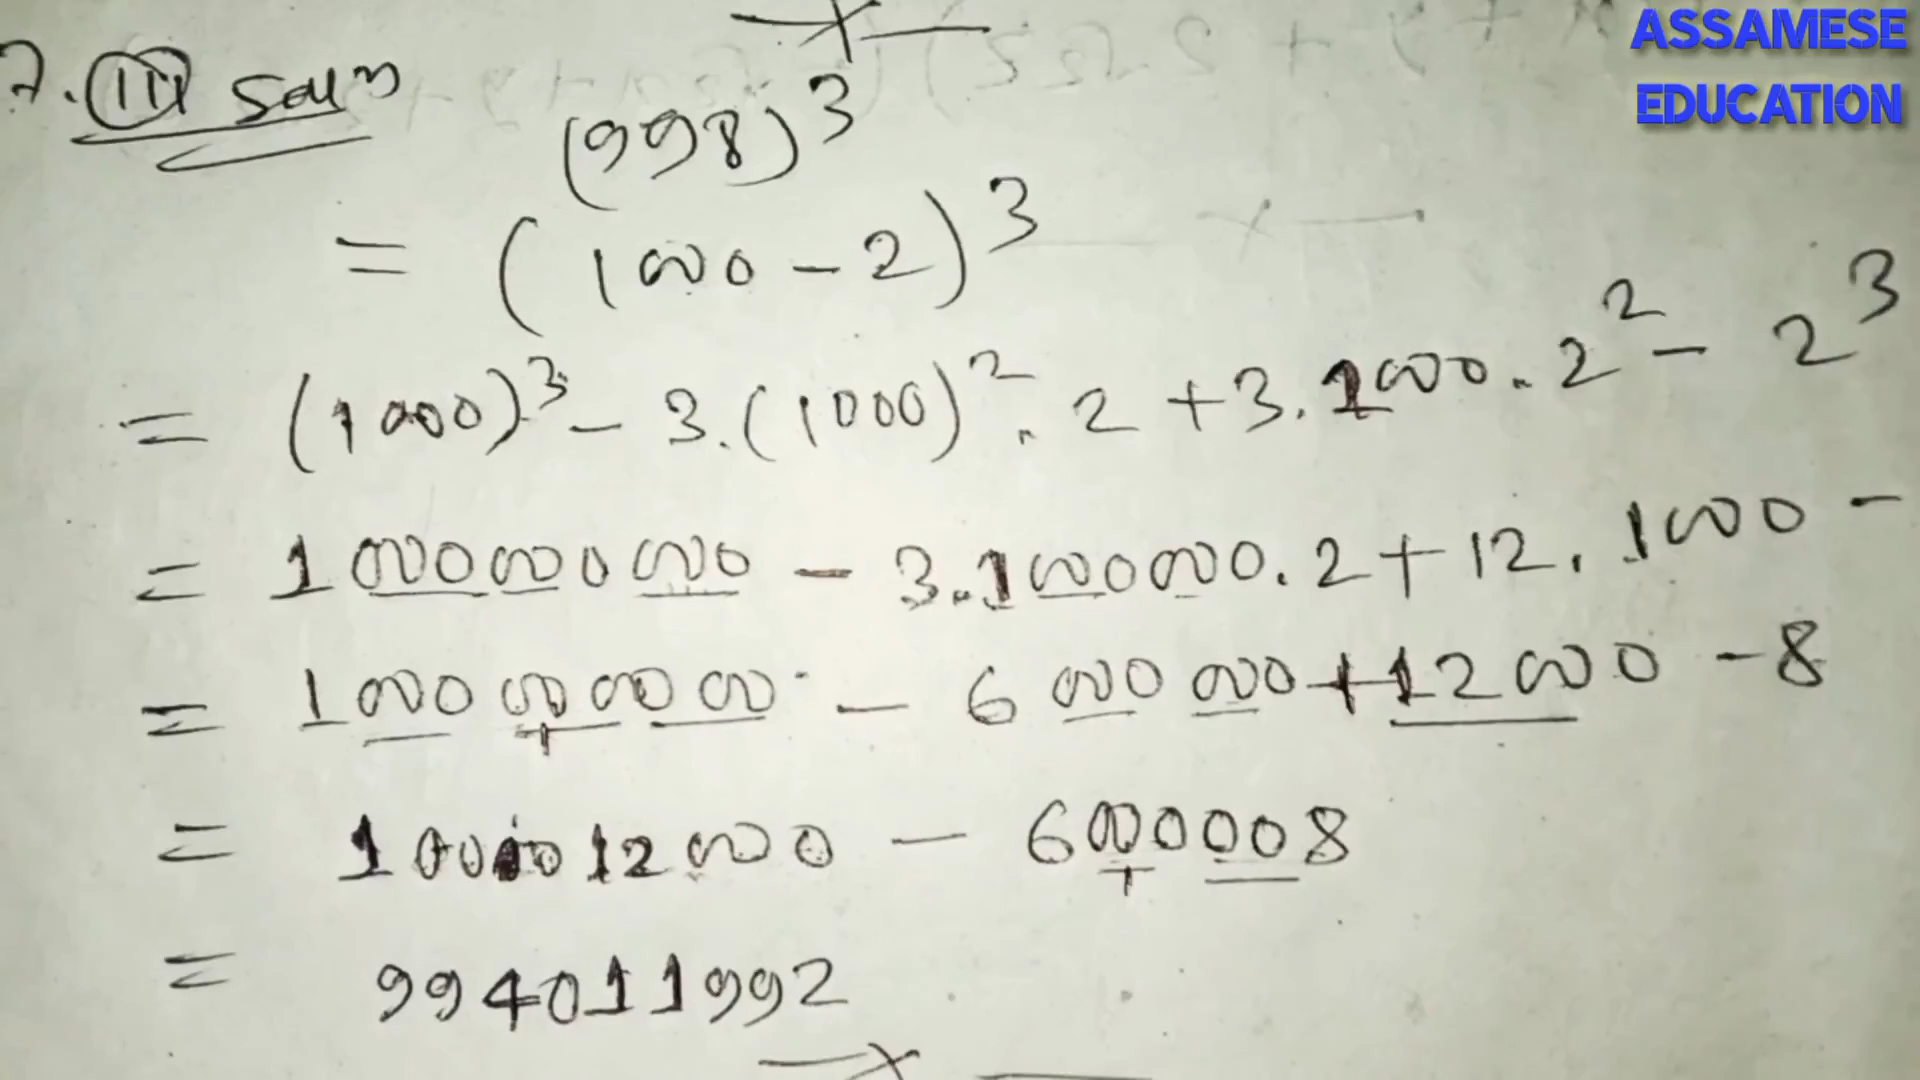 ASSAMESE
EDUCATION
7. (iii) Solⁿ
(998)³
= (1000-2)³
= (1000)³ - 3.(1000)². 2 +3.1000.2² - 2³
= 1000000000 - 3.1000000.2+12.1000-
= 1000000000 - 6000000+12000-8
= 1000012000 - 6000008
= 994011992